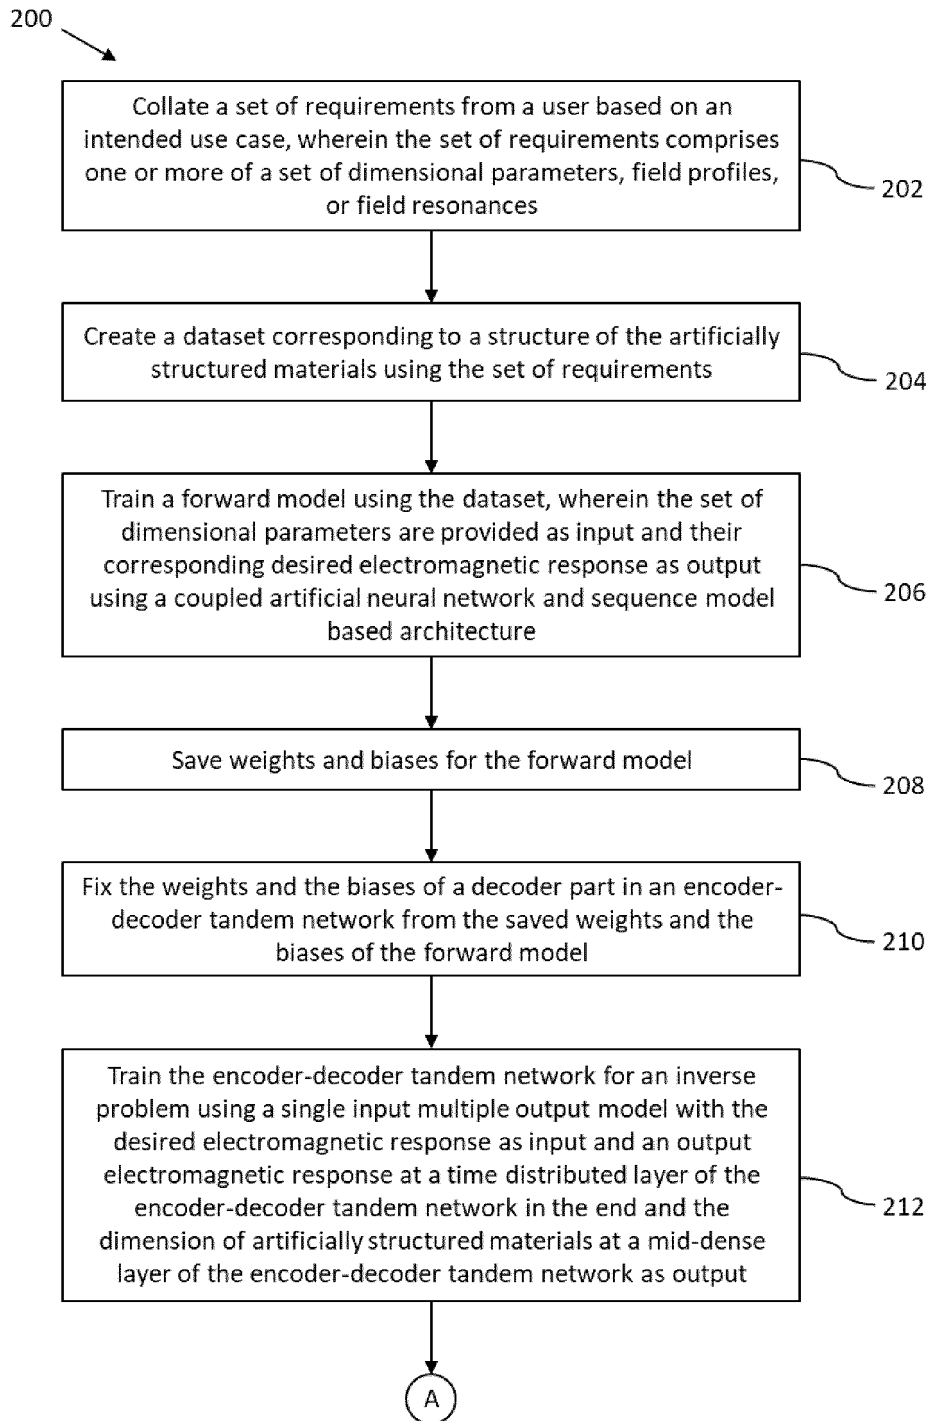 200
Collate a set of requirements from a user based on an
intended use case, wherein the set of requirements comprises
one or more of a set of dimensional parameters, field profiles,
or field resonances
202
Create a dataset corresponding to a structure of the artificially
structured materials using the set of requirements
204
Train a forward model using the dataset, wherein the set of
dimensional parameters are provided as input and their
corresponding desired electromagnetic response as output
using a coupled artificial neural network and sequence model
based architecture
206
Save weights and biases for the forward model
208
Fix the weights and the biases of a decoder part in an encoder-
decoder tandem network from the saved weights and the
biases of the forward model
210
Train the encoder-decoder tandem network for an inverse
problem using a single input multiple output model with the
desired electromagnetic response as input and an output
electromagnetic response at a time distributed layer of the
encoder-decoder tandem network in the end and the
dimension of artificially structured materials at a mid-dense
layer of the encoder-decoder tandem network as output
212
A